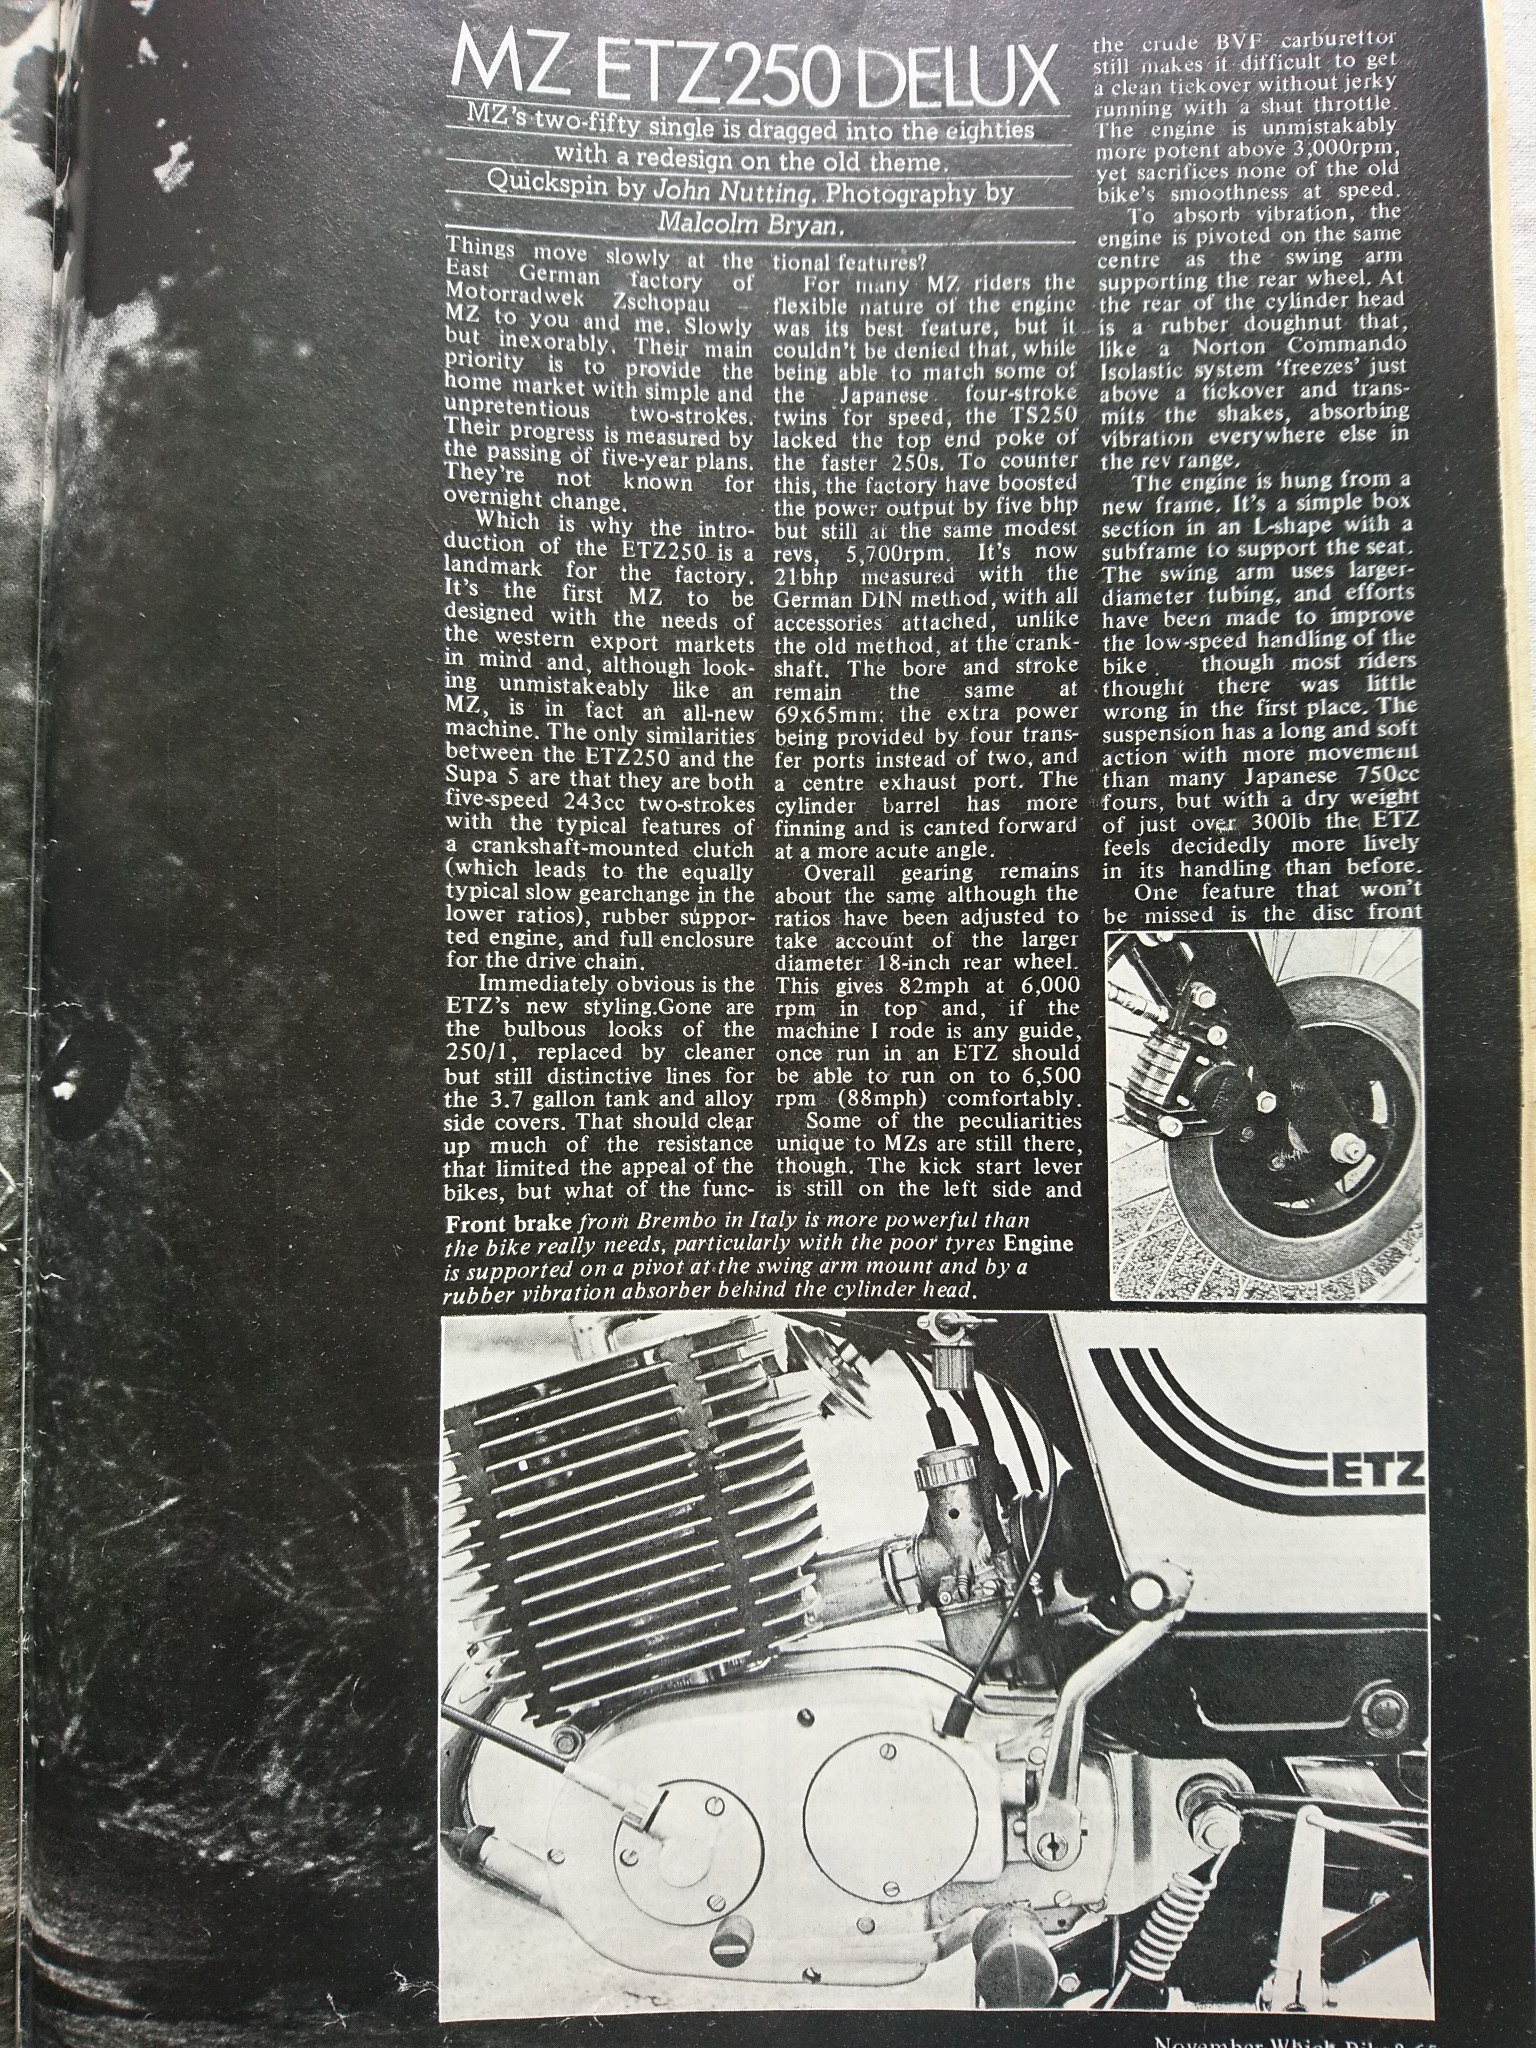 MZ ETZ250 DELUX
MZ's two-fifty single is dragged into the eighties
with a redesign on the old theme.
Quickspin by John Nutting. Photography by
Malcolm Bryan.
Things move slowly at the
East German factory of
Motorradwek Zschopau –
MZ to you and me. Slowly
but inexorably. Their main
priority is to provide the
home market with simple and
unpretentious two-strokes.
Their progress is measured by
the passing of five-year plans.
They're not known for
overnight change.
Which is why the intro-
duction of the ETZ250 is a
landmark for the factory.
It's the first MZ to be
designed with the needs of
the western export markets
in mind and, although look-
ing unmistakeably like an
MZ, is in fact an all-new
machine. The only similarities
between the ETZ250 and the
Supa 5 are that they are both
five-speed 243cc two-strokes
with the typical features of
a crankshaft-mounted clutch
(which leads to the equally
typical slow gearchange in the
lower ratios), rubber suppor-
ted engine, and full enclosure
for the drive chain.
Immediately obvious is the
ETZ's new styling.Gone are
the bulbous looks of the
250/1, replaced by cleaner
but still distinctive lines for
the 3.7 gallon tank and alloy
side covers. That should clear
up much of the resistance
that limited the appeal of the
bikes, but what of the func-
tional features?
For many MZ riders the
flexible nature of the engine
was its best feature, but it
couldn't be denied that, while
being able to match some of
the Japanese four-stroke
twins for speed, the TS250
lacked the top end poke of
the faster 250s. To counter
this, the factory have boosted
the power output by five bhp
but still at the same modest
revs, 5,700rpm. It's now
21bhp measured with the
German DIN method, with all
accessories attached, unlike
the old method, at the crank-
shaft. The bore and stroke
remain the same at
69x65mm: the extra power
being provided by four trans-
fer ports instead of two, and
a centre exhaust port. The
cylinder barrel has more
finning and is canted forward
at a more acute angle.
Overall gearing remains
about the same although the
ratios have been adjusted to
take account of the larger
diameter 18-inch rear wheel.
This gives 82mph at 6,000
rpm in top and, if the
machine I rode is any guide,
once run in an ETZ should
be able to run on to 6,500
rpm (88mph) comfortably.
Some of the peculiarities
unique to MZs are still there,
though. The kick start lever
is still on the left side and
the crude BVF carburettor
still makes it difficult to get
a clean tickover without jerky
running with a shut throttle.
The engine is unmistakably
more potent above 3,000rpm,
yet sacrifices none of the old
bike's smoothness at speed.
To absorb vibration, the
engine is pivoted on the same
centre as the swing arm
supporting the rear wheel. At
the rear of the cylinder head
is a rubber doughnut that,
like a Norton Commando
Isolastic system 'freezes' just
above a tickover and trans-
mits the shakes, absorbing
vibration everywhere else in
the rev range.
The engine is hung from a
new frame. It's a simple box
section in an L-shape with a
subframe to support the seat.
The swing arm uses larger-
diameter tubing, and efforts
have been made to improve
the low-speed handling of the
bike though most riders
thought there was little
wrong in the first place. The
suspension has a long and soft
action with more movement
than many Japanese 750cc
fours, but with a dry weight
of just over 300lb the ETZ
feels decidedly more lively
in its handling than before.
One feature that won't
be missed is the disc front
Front brake from Brembo in Italy is more powerful than
the bike really needs, particularly with the poor tyres Engine
is supported on a pivot at the swing arm mount and by a
rubber vibration absorber behind the cylinder head.
ETZ
November Which